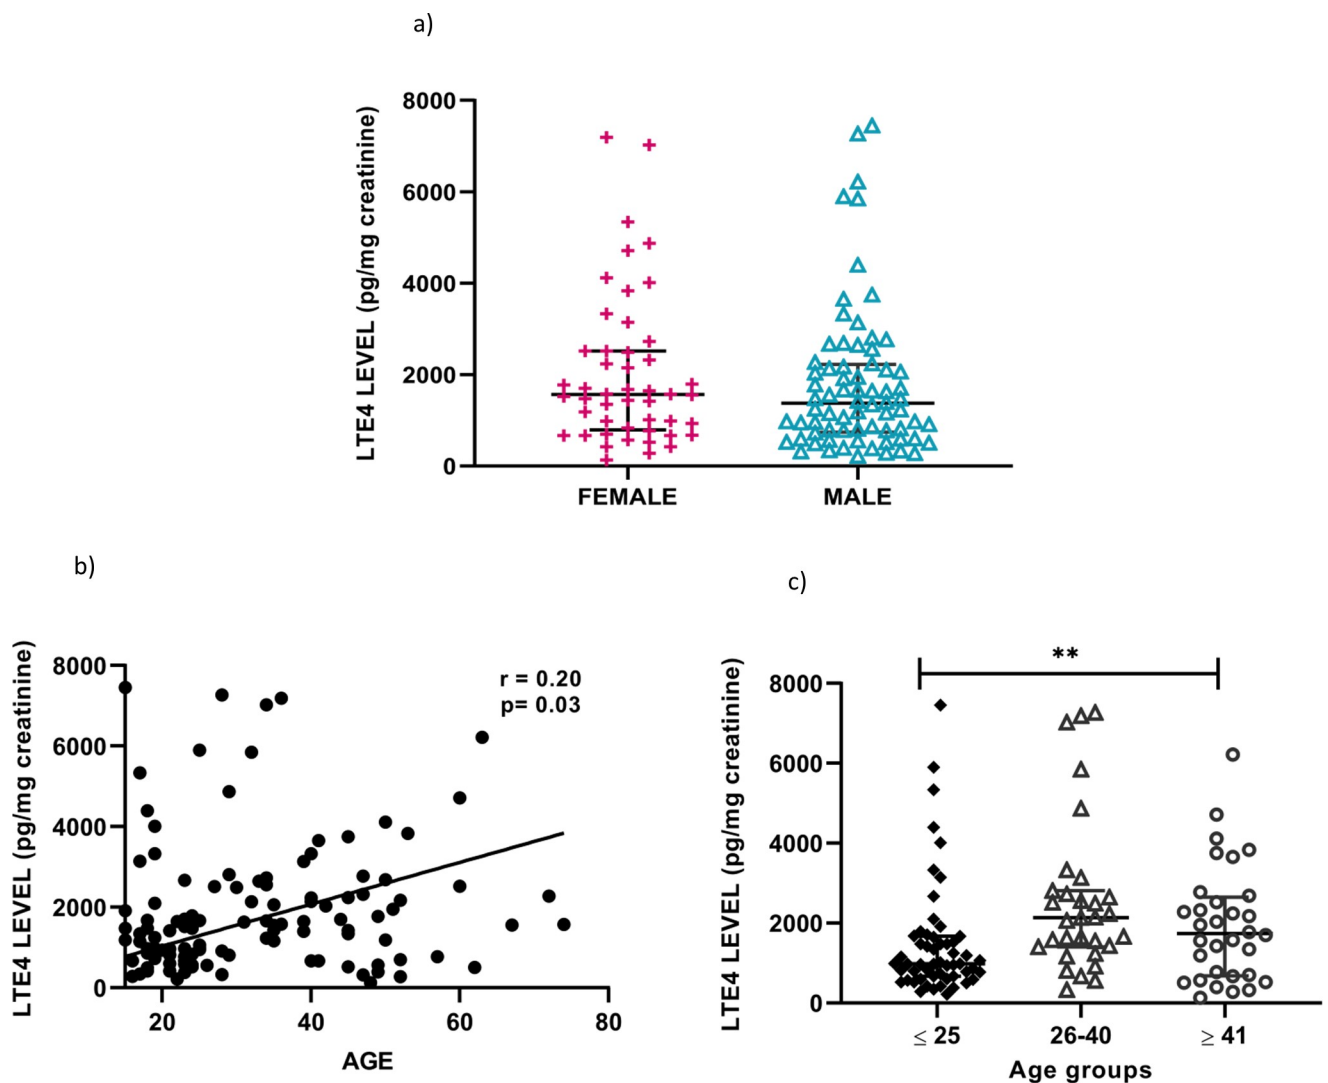 a)
LTE4 LEVEL (pg/mg creatinine)
8000
6000
4000
2000
0
FEMALE MALE
b)
LTE4 LEVEL (pg/mg creatinine)
8000
6000
4000
2000
0
r = 0.20
p= 0.03
20 40 60 80
AGE
c)
LTE4 LEVEL (pg/mg creatinine)
**
8000
6000
4000
2000
0
≤ 25 26-40 ≥ 41
Age groups